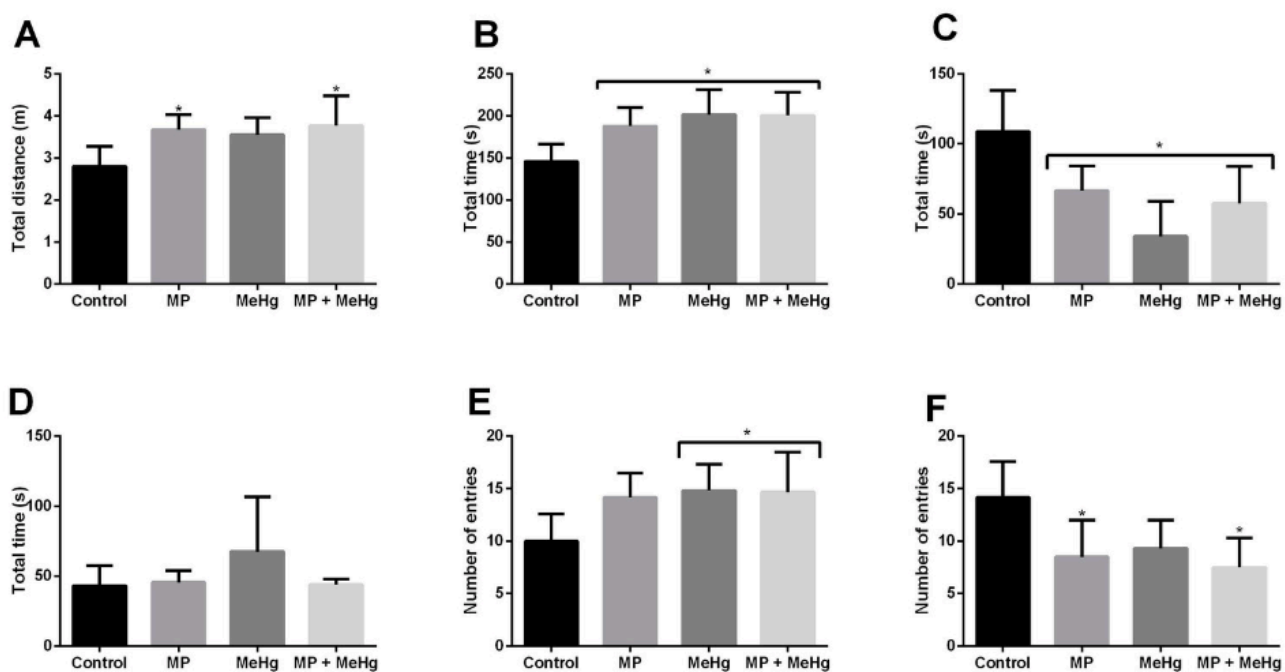 A
Total distance (m)
5
4
3
2
1
0
*
*
Control MP MeHg MP + MeHg
B
Total time (s)
250
200
150
100
50
0
*
Control MP MeHg MP + MeHg
C
Total time (s)
150
100
50
0
*
Control MP MeHg MP + MeHg
D
Total time (s)
150
100
50
0
Control MP MeHg MP + MeHg
E
Number of entries
20
15
10
5
0
*
Control MP MeHg MP + MeHg
F
Number of entries
20
15
10
5
0
*
*
Control MP MeHg MP + MeHg